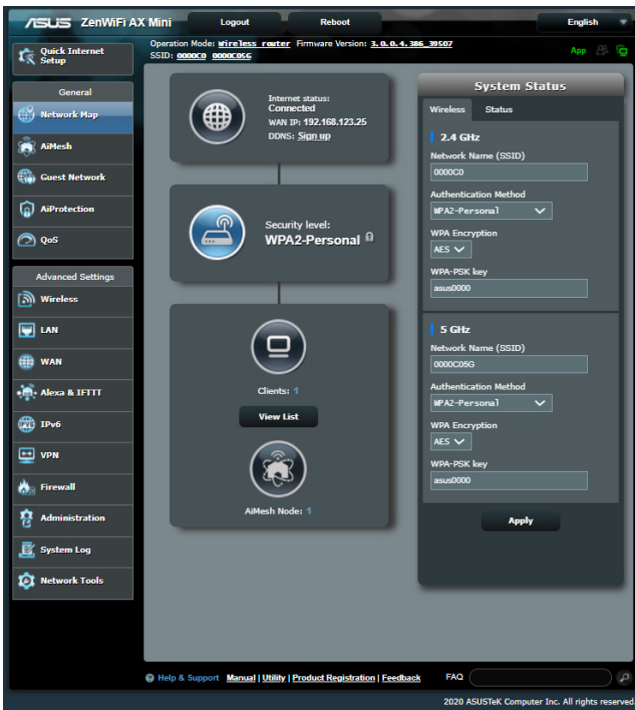 ASUS ZenWiFi AX Mini Logout Reboot English
Quick Internet Setup
Operation Mode: Wireless router Firmware Version: 3.0.0.4.386_39507
SSID: 0000C0 0000C05G
App
General
Network Map
AiMesh
Guest Network
AiProtection
QoS
Advanced Settings
Wireless
LAN
WAN
Alexa & IFTTT
IPv6
VPN
Firewall
Administration
System Log
Network Tools
Internet status:
Connected
WAN IP: 192.168.123.25
DDNS: Sign up
Security level:
WPA2-Personal
Clients: 1
View List
AiMesh Node: 1
System Status
Wireless Status
2.4 GHz
Network Name (SSID)
0000C0
Authentication Method
WPA2-Personal
WPA Encryption
AES
WPA-PSK key
asus0000
5 GHz
Network Name (SSID)
0000C05G
Authentication Method
WPA2-Personal
WPA Encryption
AES
WPA-PSK key
asus0000
Apply
Help & Support Manual | Utility | Product Registration | Feedback FAQ
2020 ASUSTeK Computer Inc. All rights reserved